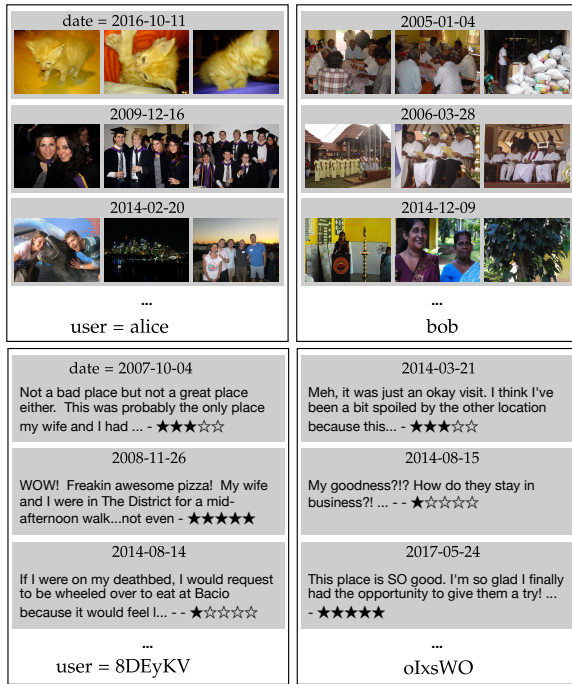 date = 2016-10-11
2009-12-16
2014-02-20
...
user = alice
2005-01-04
2006-03-28
2014-12-09
...
bob
date = 2007-10-04
Not a bad place but not a great place
either.  This was probably the only place
my wife and I had ... - ★★★☆☆
2008-11-26
WOW!  Freakin awesome pizza!  My wife
and I were in The District for a mid-
afternoon walk...not even - ★★★★★
2014-08-14
If I were on my deathbed, I would request
to be wheeled over to eat at Bacio
because it would feel l... - - ★☆☆☆☆
...
user = 8DEyKV
2014-03-21
Meh, it was just an okay visit. I think I've
been a bit spoiled by the other location
because this... - ★★★☆☆
2014-08-15
My goodness?!? How do they stay in
business?! ... - - ★☆☆☆☆
2017-05-24
This place is SO good. I'm so glad I finally
had the opportunity to give them a try! ...
- ★★★★★
...
oIxsWO